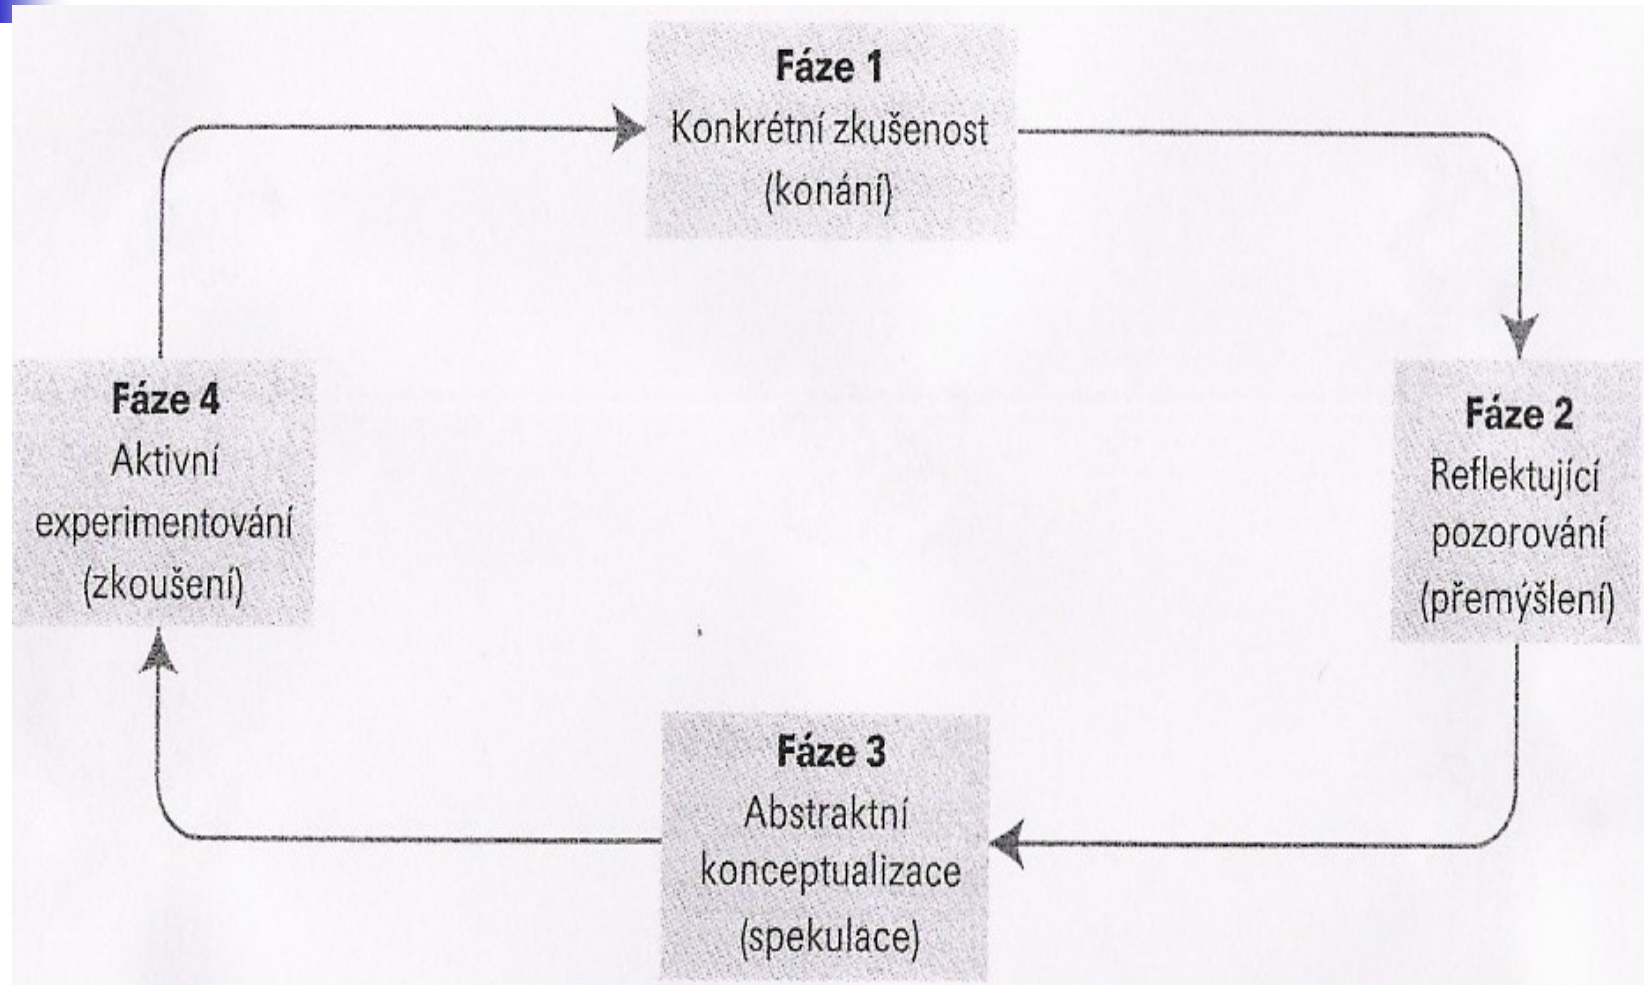 Fáze 1
Konkrétní zkušenost
(konání)
Fáze 2
Reflektující
pozorování
(přemýšlení)
Fáze 3
Abstraktní
konceptualizace
(spekulace)
Fáze 4
Aktivní
experimentování
(zkoušení)